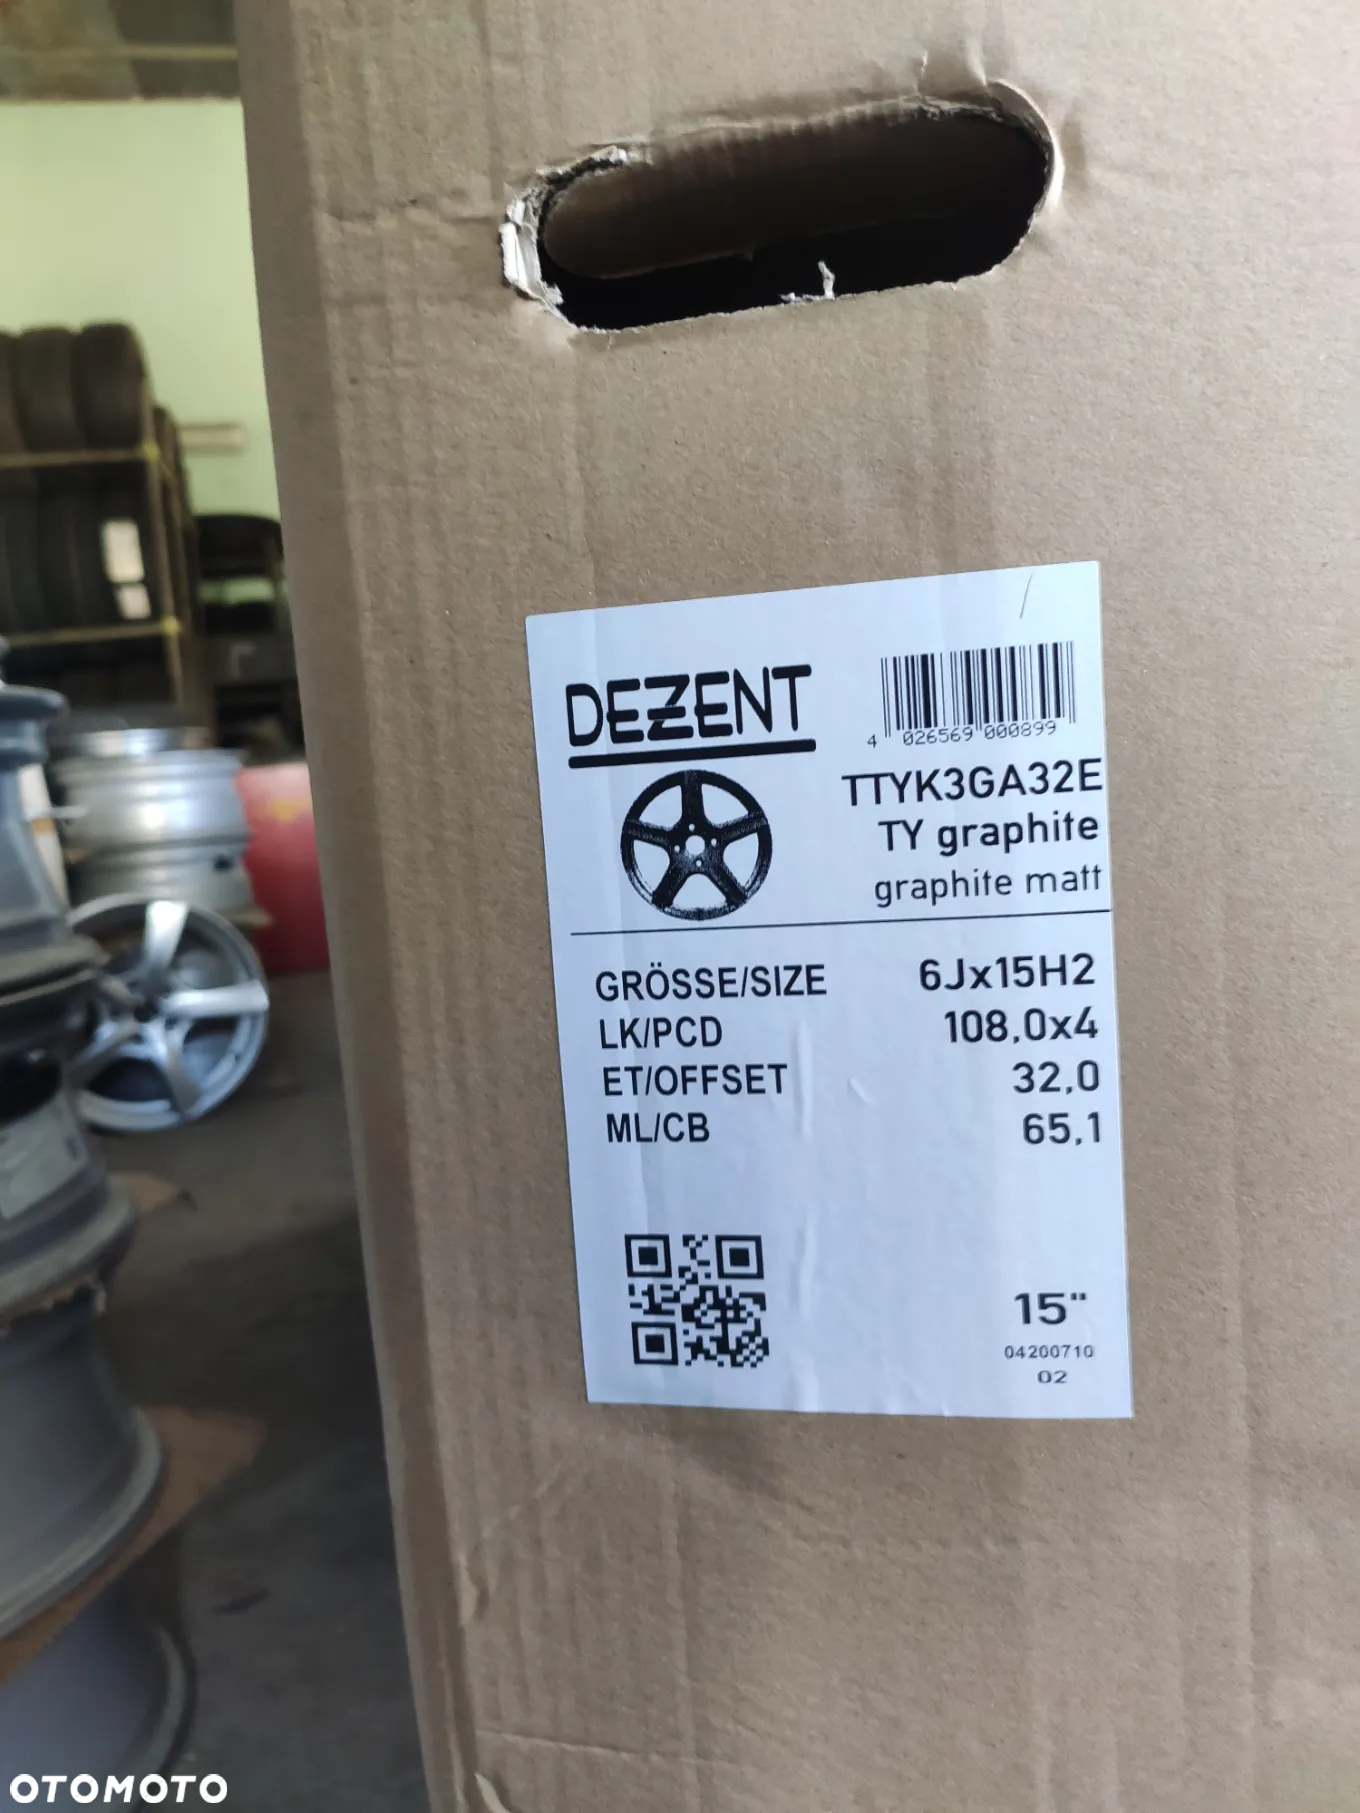 DEZENT
4 026569 000899
TTYK3GA32E
TY graphite
graphite matt
GRÖSSE/SIZE 6Jx15H2
LK/PCD 108,0x4
ET/OFFSET 32,0
ML/CB 65,1
15"
04200710
02
OTOMOTO